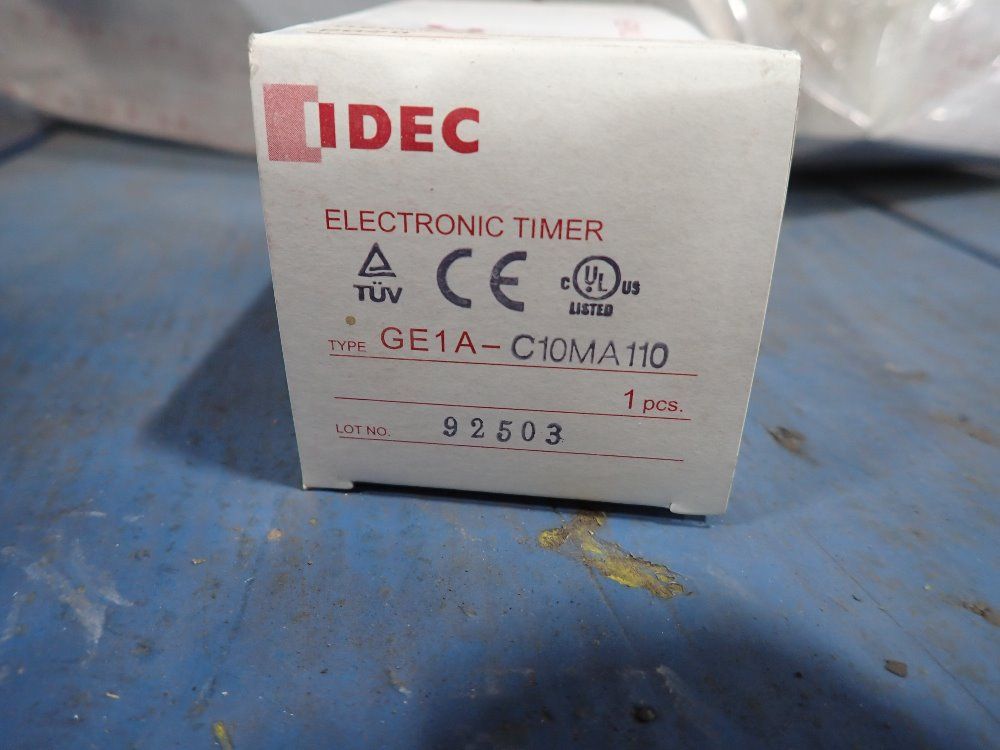 IDEC
ELECTRONIC TIMER
TÜV CE c UL US LISTED
TYPE GE1A-C10MA110
1 pcs.
LOT NO. 92503